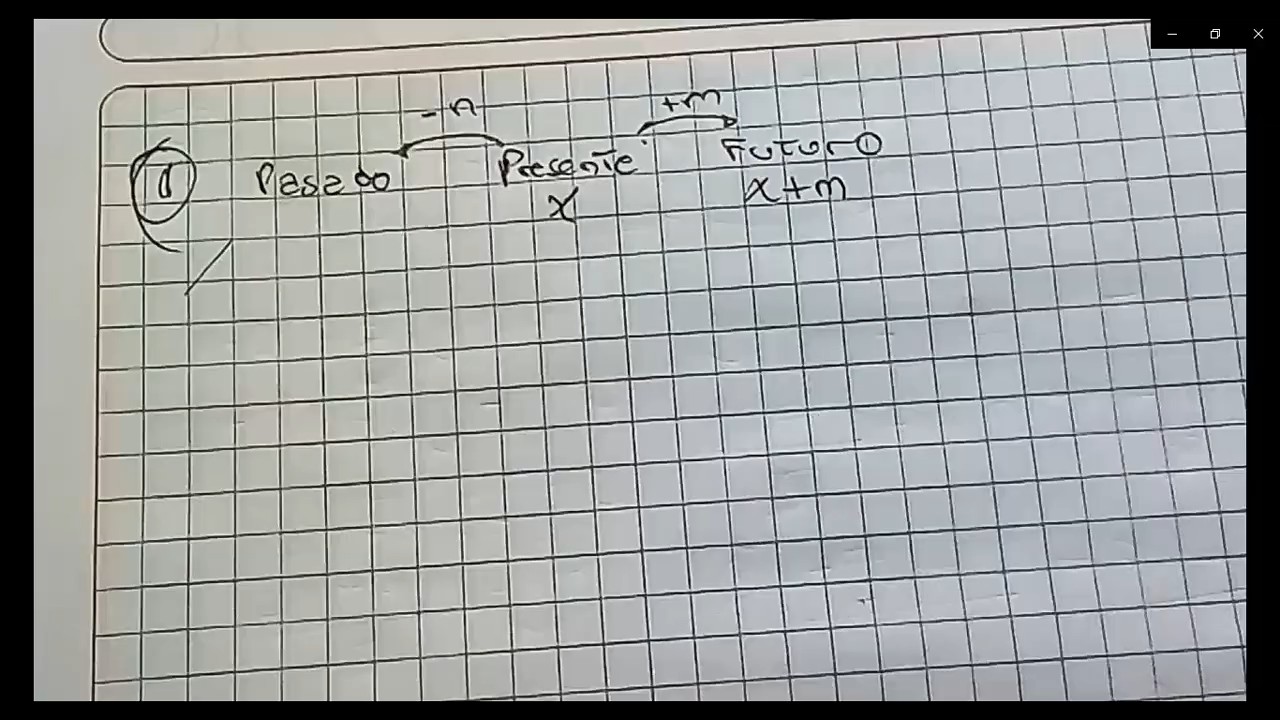 -n +m
① Pasado Presente Futuro
x x+m